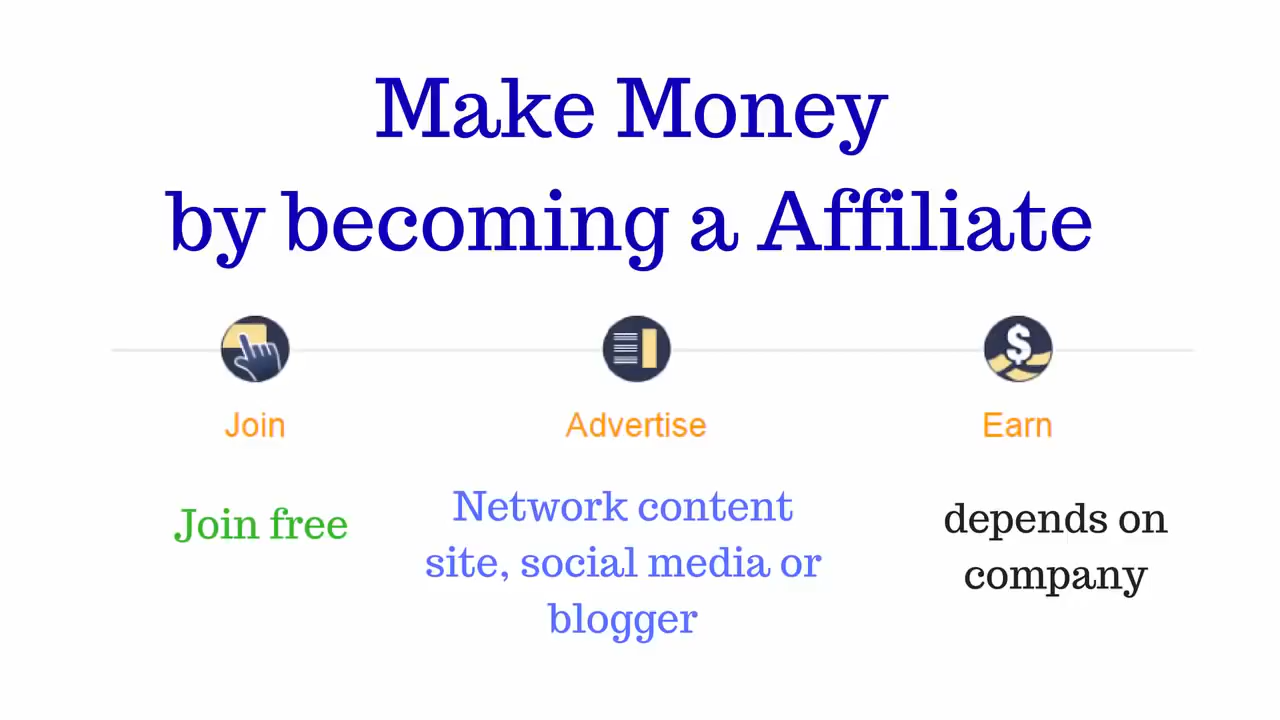 Make Money
by becoming a Affiliate
Join
Advertise
Earn
Join free
Network content
site, social media or
blogger
depends on
company